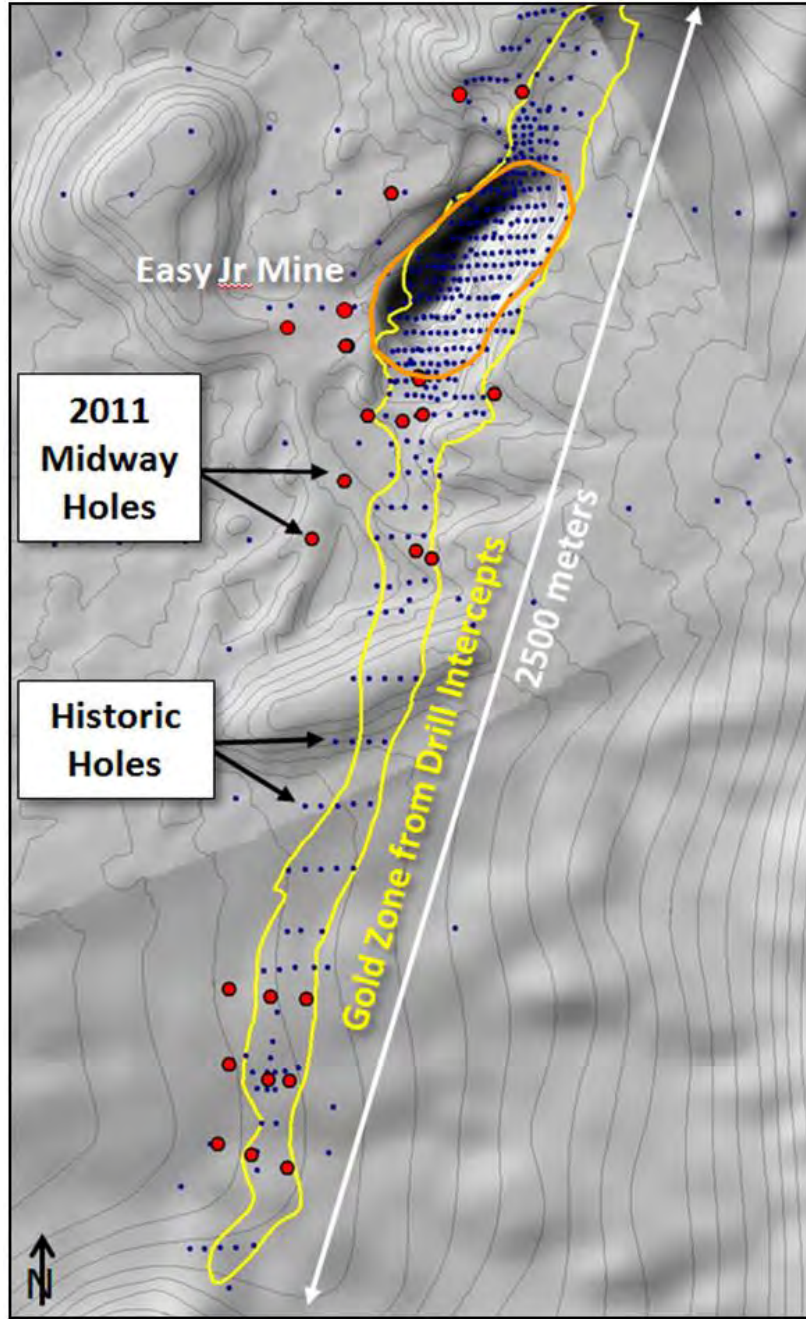 Easy Jr Mine
2011
Midway
Holes
Historic
Holes
Gold Zone from Drill Intercepts
2500 meters
N